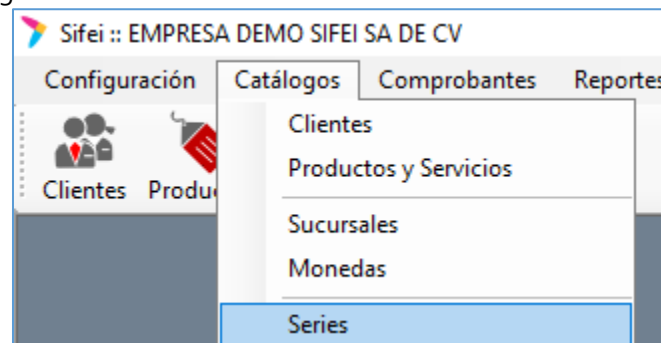 Sifei :: EMPRESA DEMO SIFEI SA DE CV
Configuración Catálogos Comprobantes Reportes
Clientes
Productos y Servicios
Clientes
Sucursales
Monedas
Series